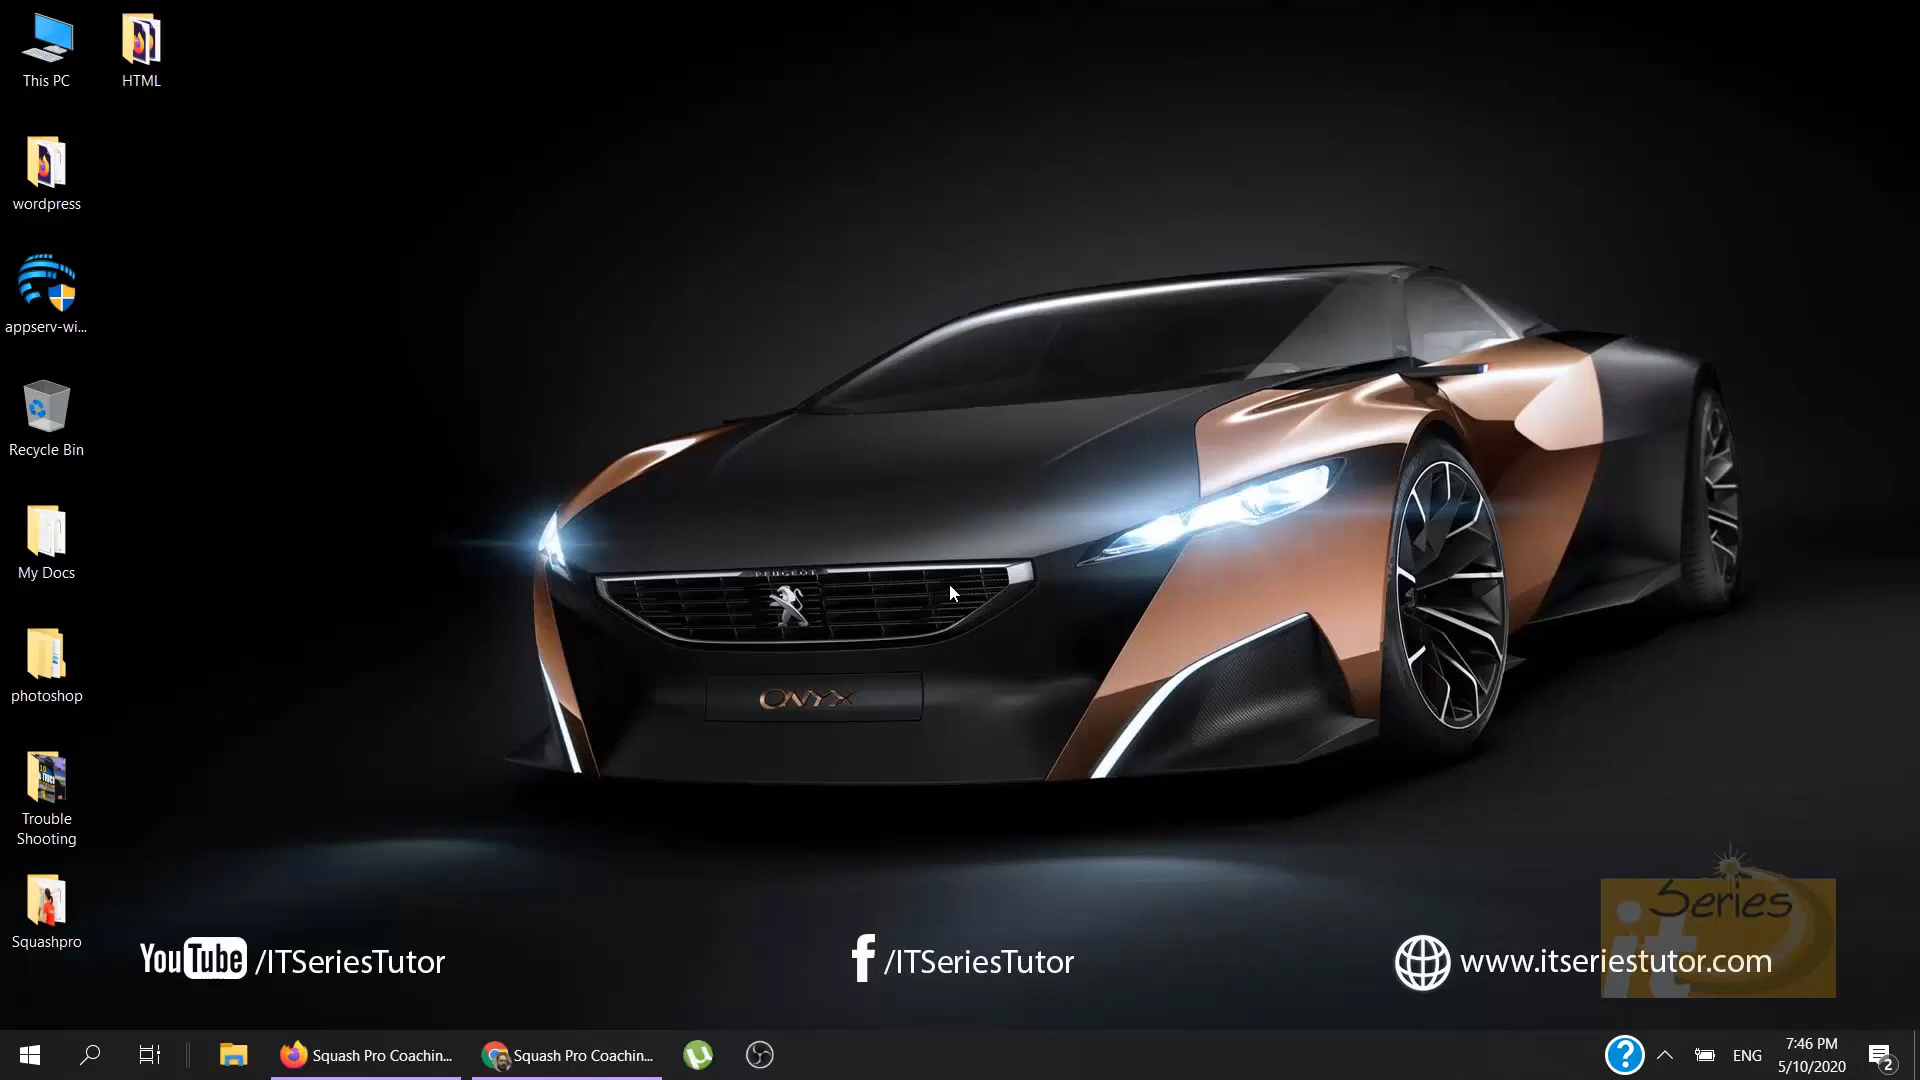 This PC
HTML
wordpress
appserv-wi...
Recycle Bin
My Docs
photoshop
Trouble
Shooting
Squashpro
PEUGEOT
ONYX
YouTube /ITSeriesTutor
f /ITSeriesTutor
www.itseriestutor.com
it Series
Squash Pro Coachin...
Squash Pro Coachin...
ENG
7:46 PM
5/10/2020
2